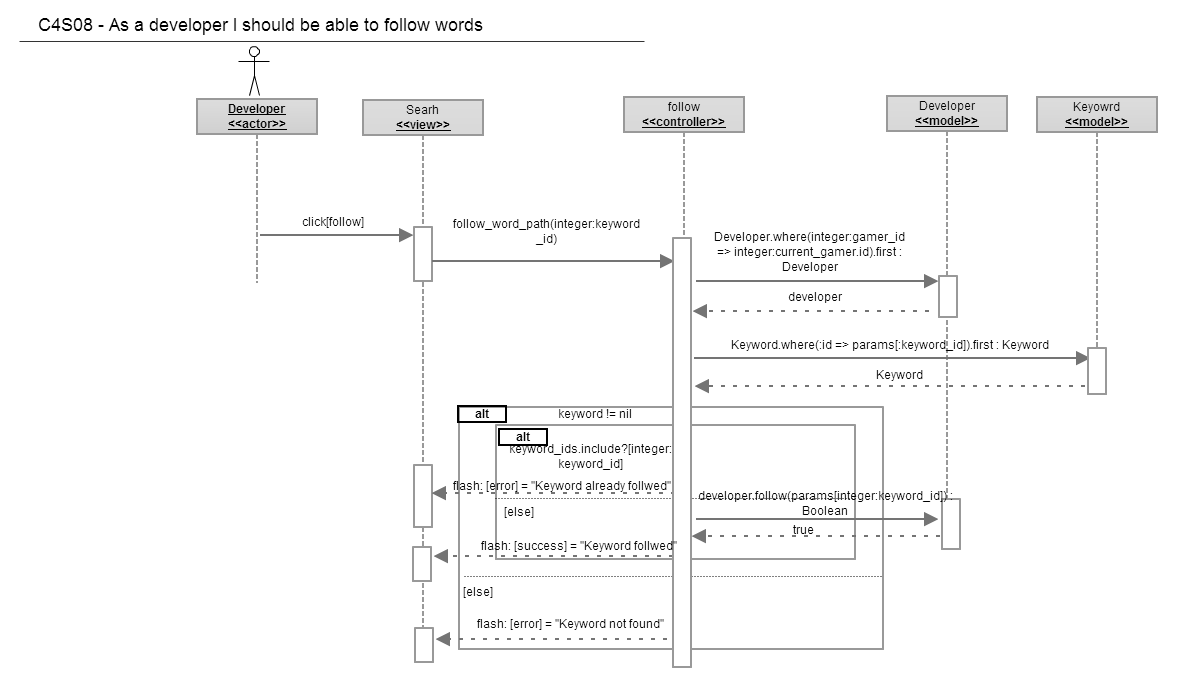 C4S08 - As a developer I should be able to follow words
Developer
<<actor>>
Searh
<<view>>
follow
<<controller>>
Developer
<<model>>
Keyowrd
<<model>>
click[follow]
follow_word_path(integer:keyword
_id)
Developer.where(integer:gamer_id
=> integer:current_gamer.id).first :
Developer
developer
Keyword.where(:id => params[:keyword_id]).first : Keyword
Keyword
alt
keyword != nil
alt
keyword_ids.include?[integer:
keyword_id]
flash: [error] = "Keyword already follwed"
developer.follow(params[integer:keyword_id]) :
Boolean
[else]
true
flash: [success] = "Keyword follwed"
[else]
flash: [error] = "Keyword not found"